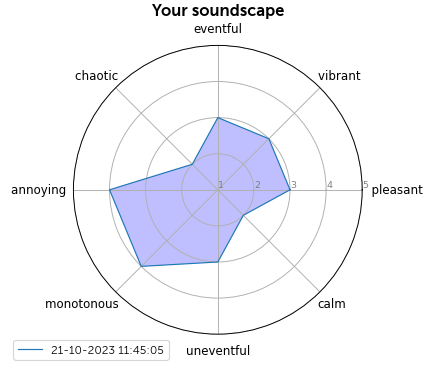 Your soundscape
eventful
chaotic
vibrant
annoying
1 2 3 4 5
pleasant
monotonous
calm
uneventful
21-10-2023 11:45:05